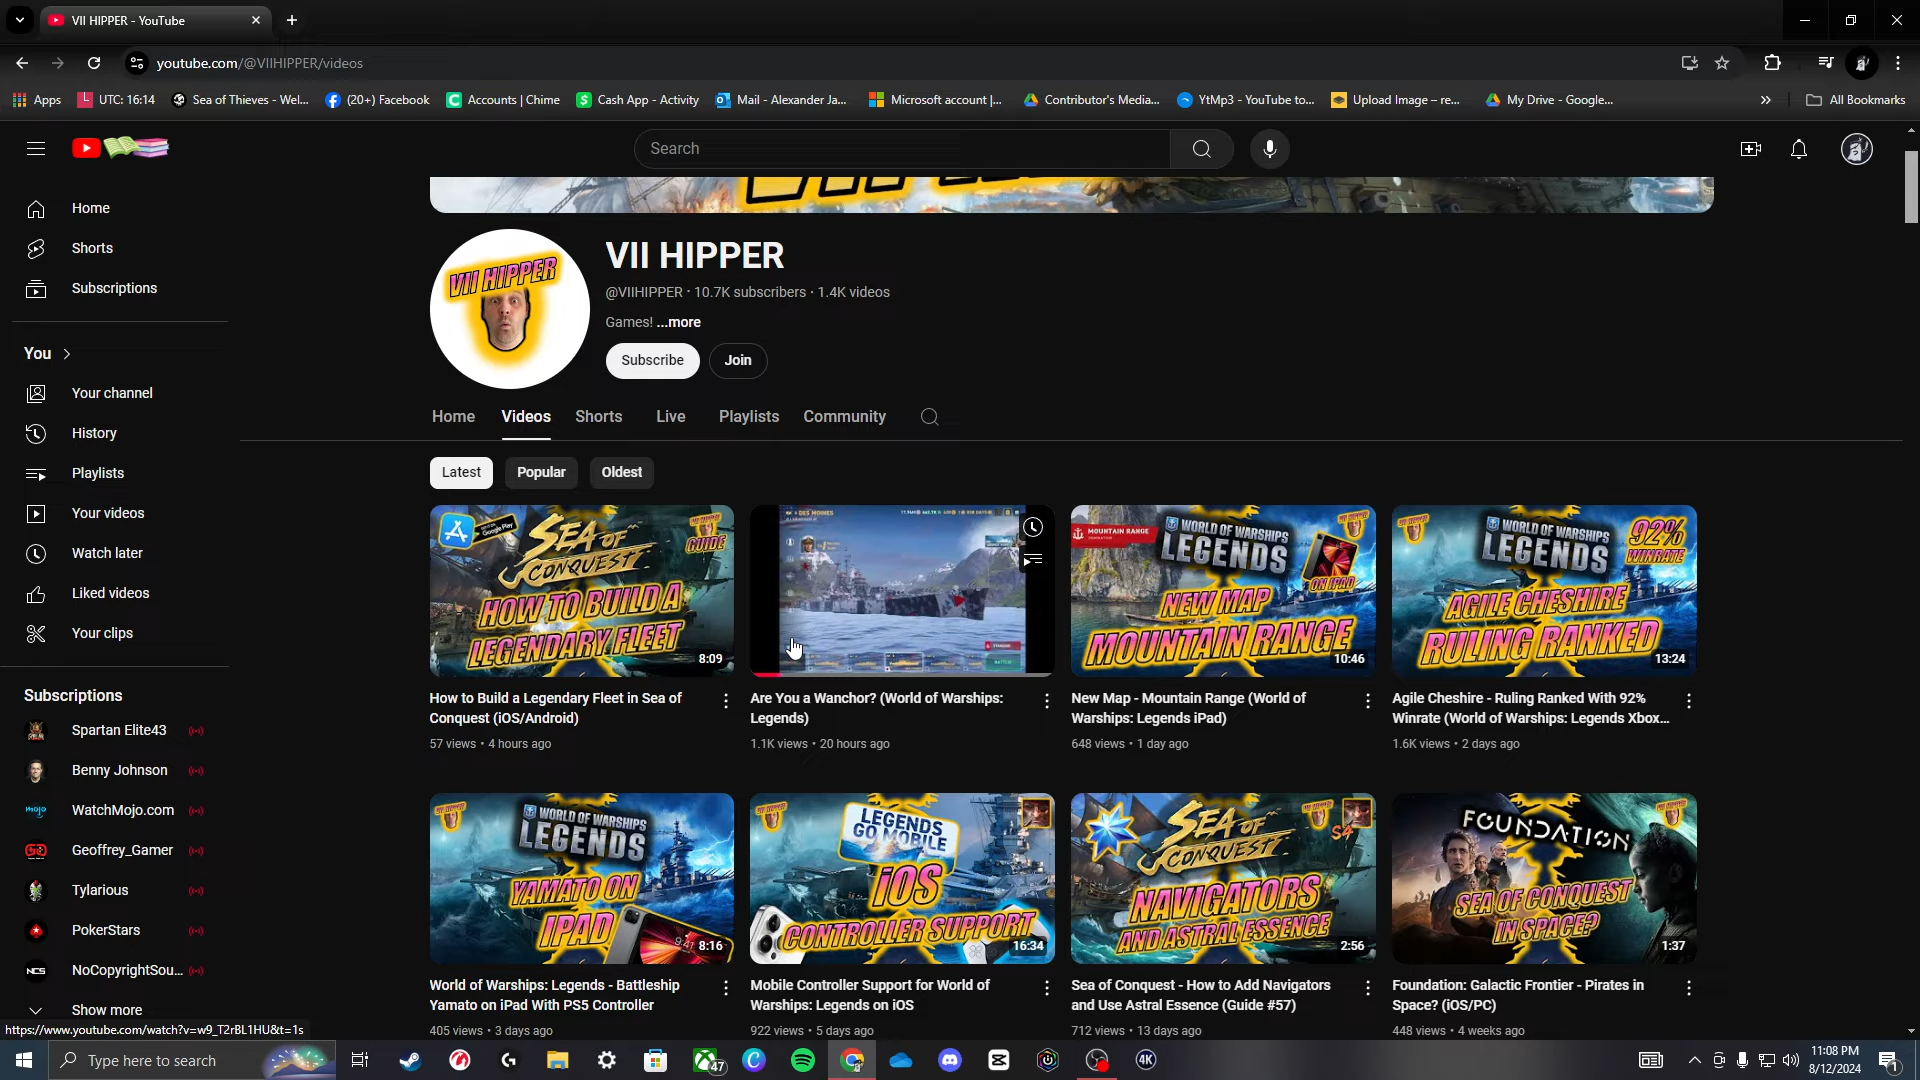 VII HIPPER - YouTube
youtube.com/@VIIHIPPER/videos
Apps
UTC: 16:14
Sea of Thieves - Wel...
(20+) Facebook
Accounts | Chime
Cash App - Activity
Mail - Alexander Ja...
Microsoft account |...
Contributor's Media...
YtMp3 - YouTube to...
Upload Image – re...
My Drive - Google...
All Bookmarks
Search
Home
Shorts
Subscriptions
You
Your channel
History
Playlists
Your videos
Watch later
Liked videos
Your clips
Subscriptions
Spartan Elite43
Benny Johnson
mojo
WatchMojo.com
Geoffrey_Gamer
Tylarious
PokerStars
NCS
NoCopyrightSou...
Show more
VII HIPPER
VII HIPPER
@VIIHIPPER • 10.7K subscribers • 1.4K videos
Games! ...more
Subscribe
Join
Home
Videos
Shorts
Live
Playlists
Community
Latest
Popular
Oldest
Google Play
SEA OF
CONQUEST
GUIDE
HOW TO BUILD A
LEGENDARY FLEET
8:09
How to Build a Legendary Fleet in Sea of
Conquest (iOS/Android)
57 views • 4 hours ago
DES MOINES
Are You a Wanchor? (World of Warships:
Legends)
1.1K views • 20 hours ago
MOUNTAIN RANGE
WORLD OF WARSHIPS
LEGENDS
ON IPAD
NEW MAP
MOUNTAIN RANGE
10:46
New Map - Mountain Range (World of
Warships: Legends iPad)
648 views • 1 day ago
WORLD OF WARSHIPS
LEGENDS
92%
WINRATE
AGILE CHESHIRE
RULING RANKED
13:24
Agile Cheshire - Ruling Ranked With 92%
Winrate (World of Warships: Legends Xbox...
1.6K views • 2 days ago
WORLD OF WARSHIPS
LEGENDS
YAMATO ON
IPAD
9:41
8:16
World of Warships: Legends - Battleship
Yamato on iPad With PS5 Controller
405 views • 3 days ago
LEGENDS
GO MOBILE
iOS
CONTROLLER SUPPORT
16:34
Mobile Controller Support for World of
Warships: Legends on iOS
922 views • 5 days ago
SEA OF
CONQUEST
S4
NAVIGATORS
AND ASTRAL ESSENCE
2:56
Sea of Conquest - How to Add Navigators
and Use Astral Essence (Guide #57)
712 views • 13 days ago
FOUNDATION
SEA OF CONQUEST
IN SPACE?
1:37
Foundation: Galactic Frontier - Pirates in
Space? (iOS/PC)
448 views • 4 weeks ago
https://www.youtube.com/watch?v=w9_T2rBL1HU&t=1s
Type here to search
47
4K
11:08 PM
8/12/2024
1